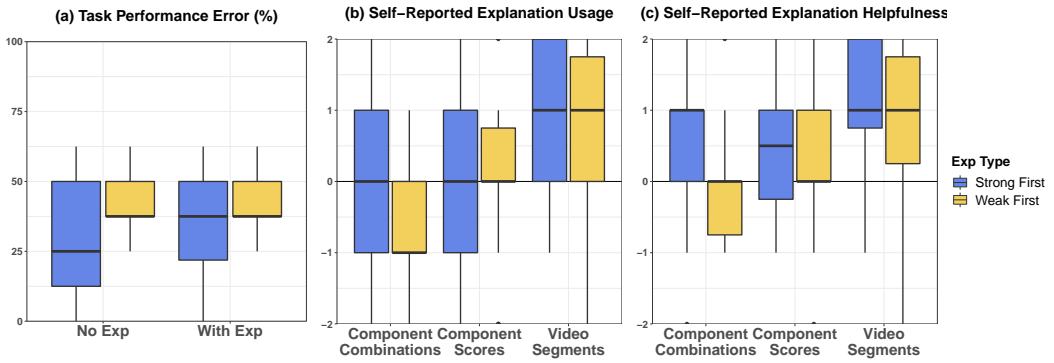 (a) Task Performance Error (%)
100
75
50
25
0
No Exp
With Exp
(b) Self-Reported Explanation Usage
2
1
0
−1
−2
Component
Combinations
Component
Scores
Video
Segments
(c) Self-Reported Explanation Helpfulness
2
1
0
−1
−2
Component
Combinations
Component
Scores
Video
Segments
Exp Type
Strong First
Weak First